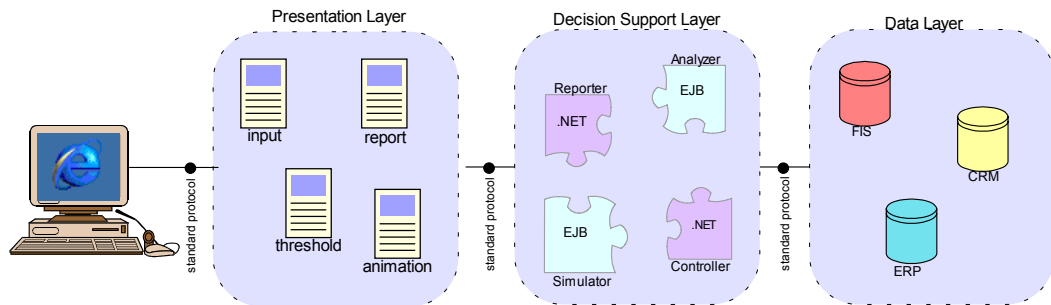 Presentation Layer
Decision Support Layer
Data Layer
input
report
threshold
animation
standard protocol
Reporter
.NET
Analyzer
EJB
EJB
Simulator
.NET
Controller
standard protocol
standard protocol
FIS
CRM
ERP